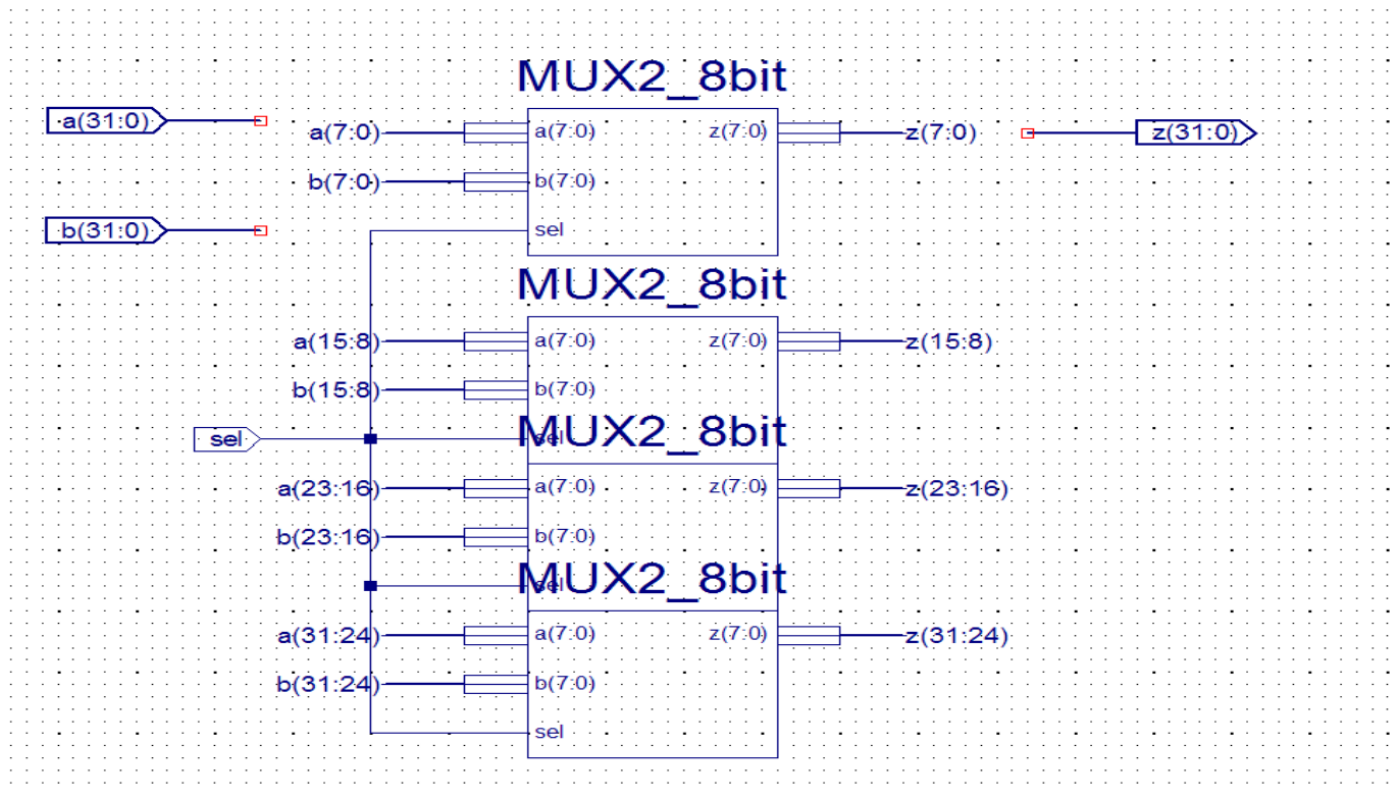 MUX2_8bit
a(31:0) a(7:0) a(7:0) z(7:0) z(7:0) z(31:0)
b(7:0) b(7:0)
b(31:0) sel
MUX2_8bit
a(15:8) a(7:0) z(7:0) z(15:8)
b(15:8) b(7:0)
MUX2_8bit
sel sel
a(23:16) a(7:0) z(7:0) z(23:16)
b(23:16) b(7:0)
MUX2_8bit
sel
a(31:24) a(7:0) z(7:0) z(31:24)
b(31:24) b(7:0)
sel